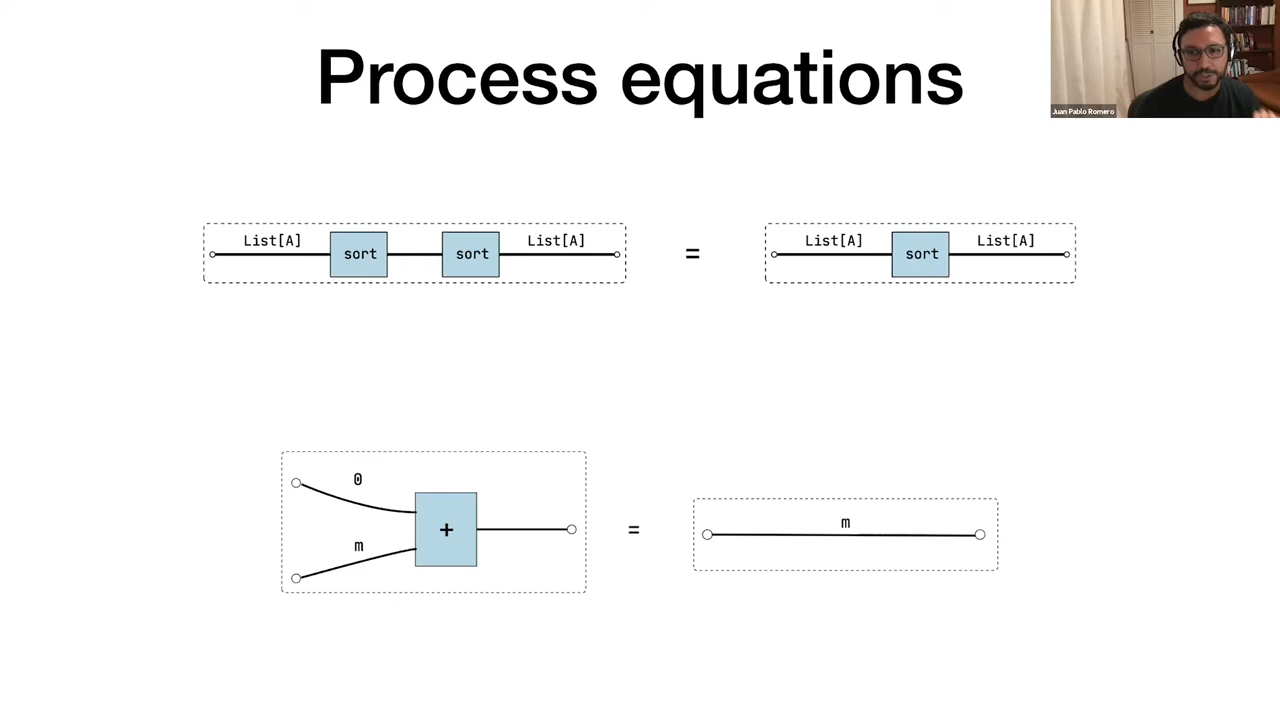 Process equations
Juan Pablo Romero
List[A] sort sort List[A] = List[A] sort List[A]
0
m
+
=
m